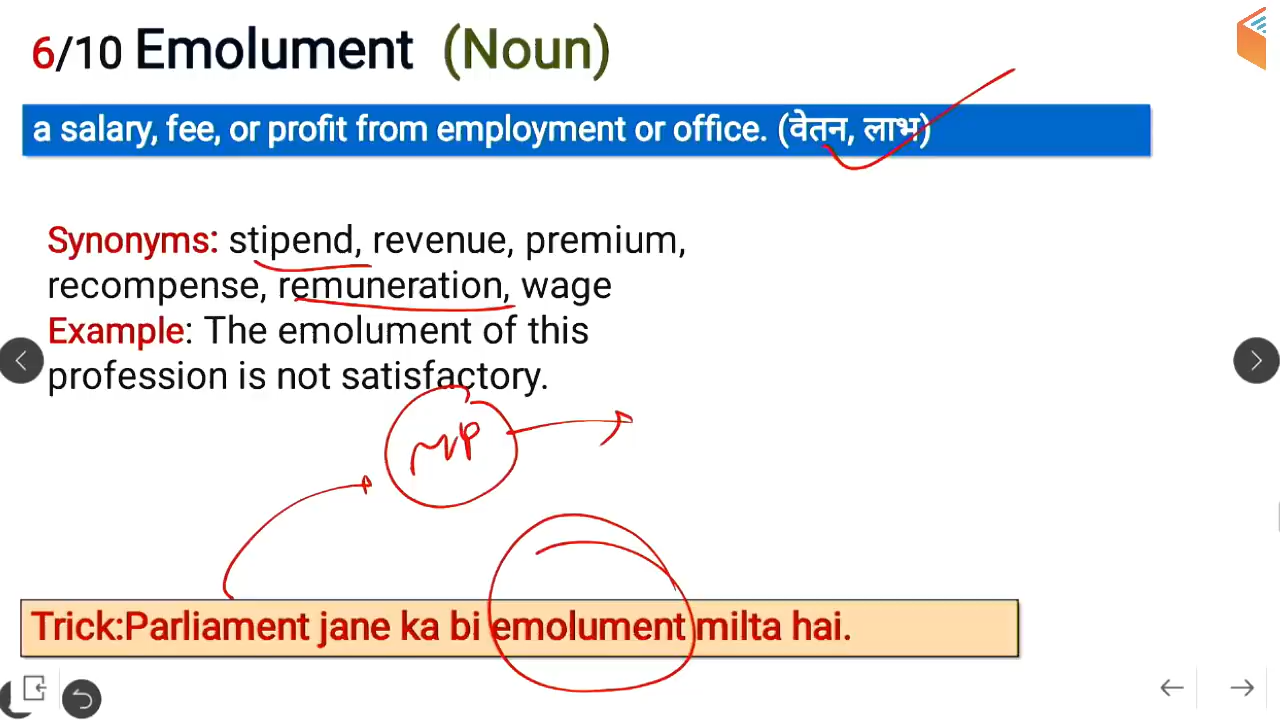 6/10 Emolument (Noun)
a salary, fee, or profit from employment or office. (वेतन, लाभ)
Synonyms: stipend, revenue, premium,
recompense, remuneration, wage
Example: The emolument of this
profession is not satisfactory.
MP
Trick:Parliament jane ka bi emolument milta hai.